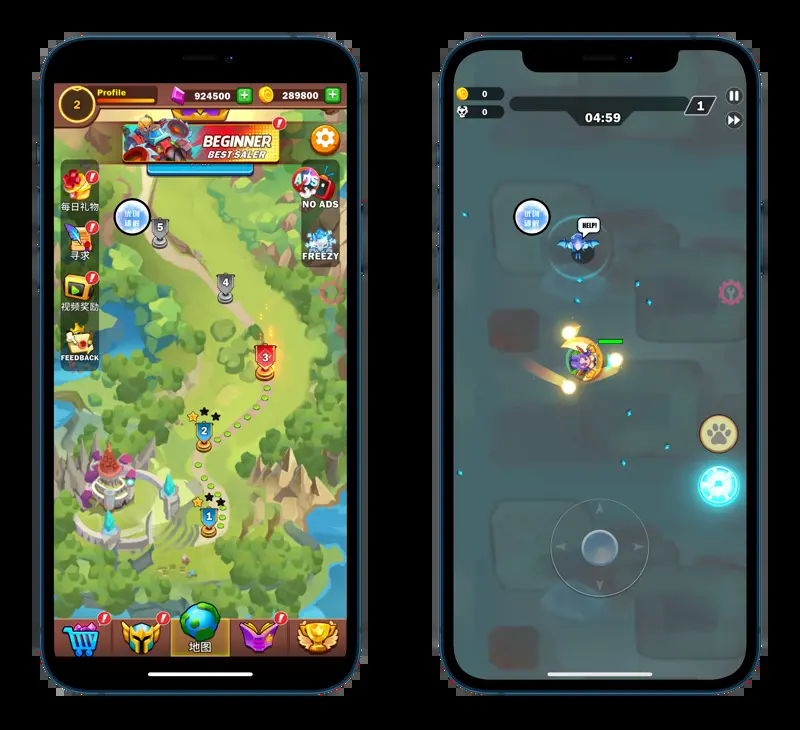 Profile
2
924500
289800
BEGINNER
BEST SALER
每日礼物
寻求
视频奖励
FEEDBACK
NO ADS
ADS
FREEZY
5
4
3
2
1
地图
0
0
04:59
1
HELP!